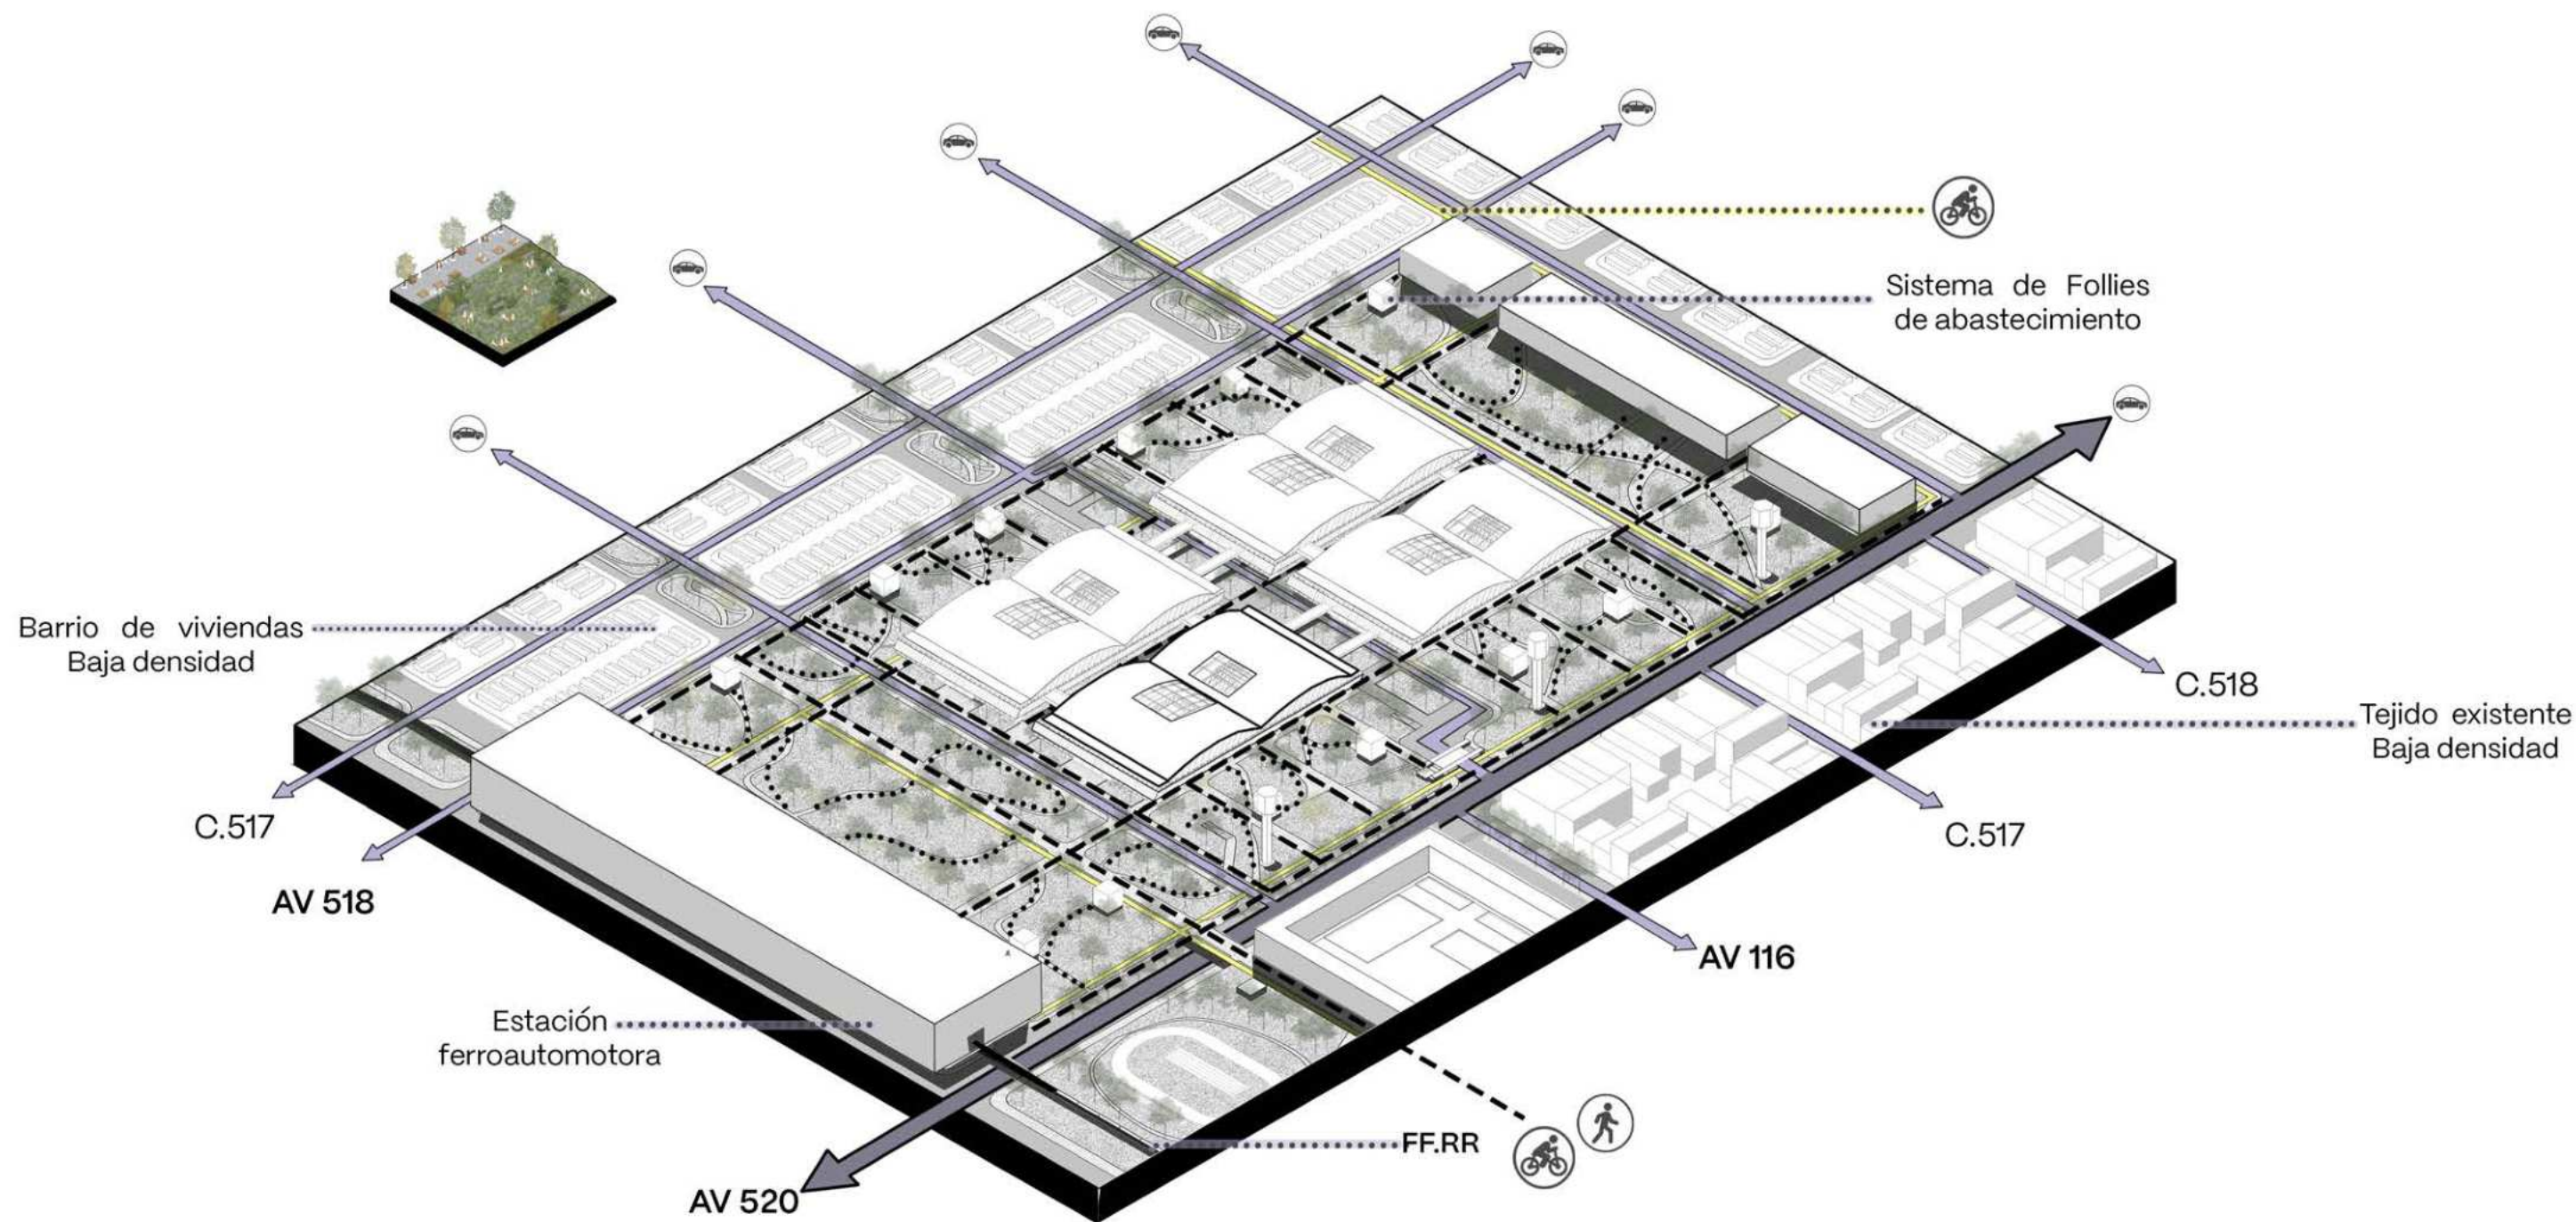 Sistema de Follies
de abastecimiento
Barrio de viviendas
Baja densidad
C.518
Tejido existente
Baja densidad
C.517
C.517
AV 518
AV 116
Estación
ferroautomotora
FF.RR
AV 520